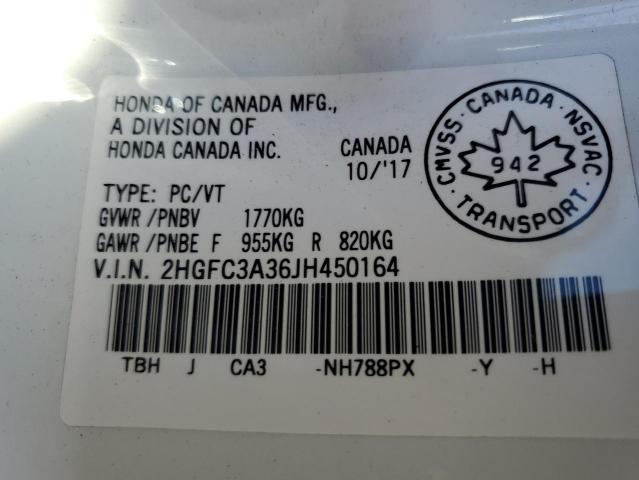 HONDA OF CANADA MFG.,
A DIVISION OF
HONDA CANADA INC.
CANADA
10/'17
CMVSS · CANADA · NSVAC
942
TRANSPORT
TYPE: PC/VT
GVWR /PNBV 1770KG
GAWR /PNBE F 955KG R 820KG
V.I.N. 2HGFC3A36JH450164
TBH J CA3 -NH788PX -Y -H